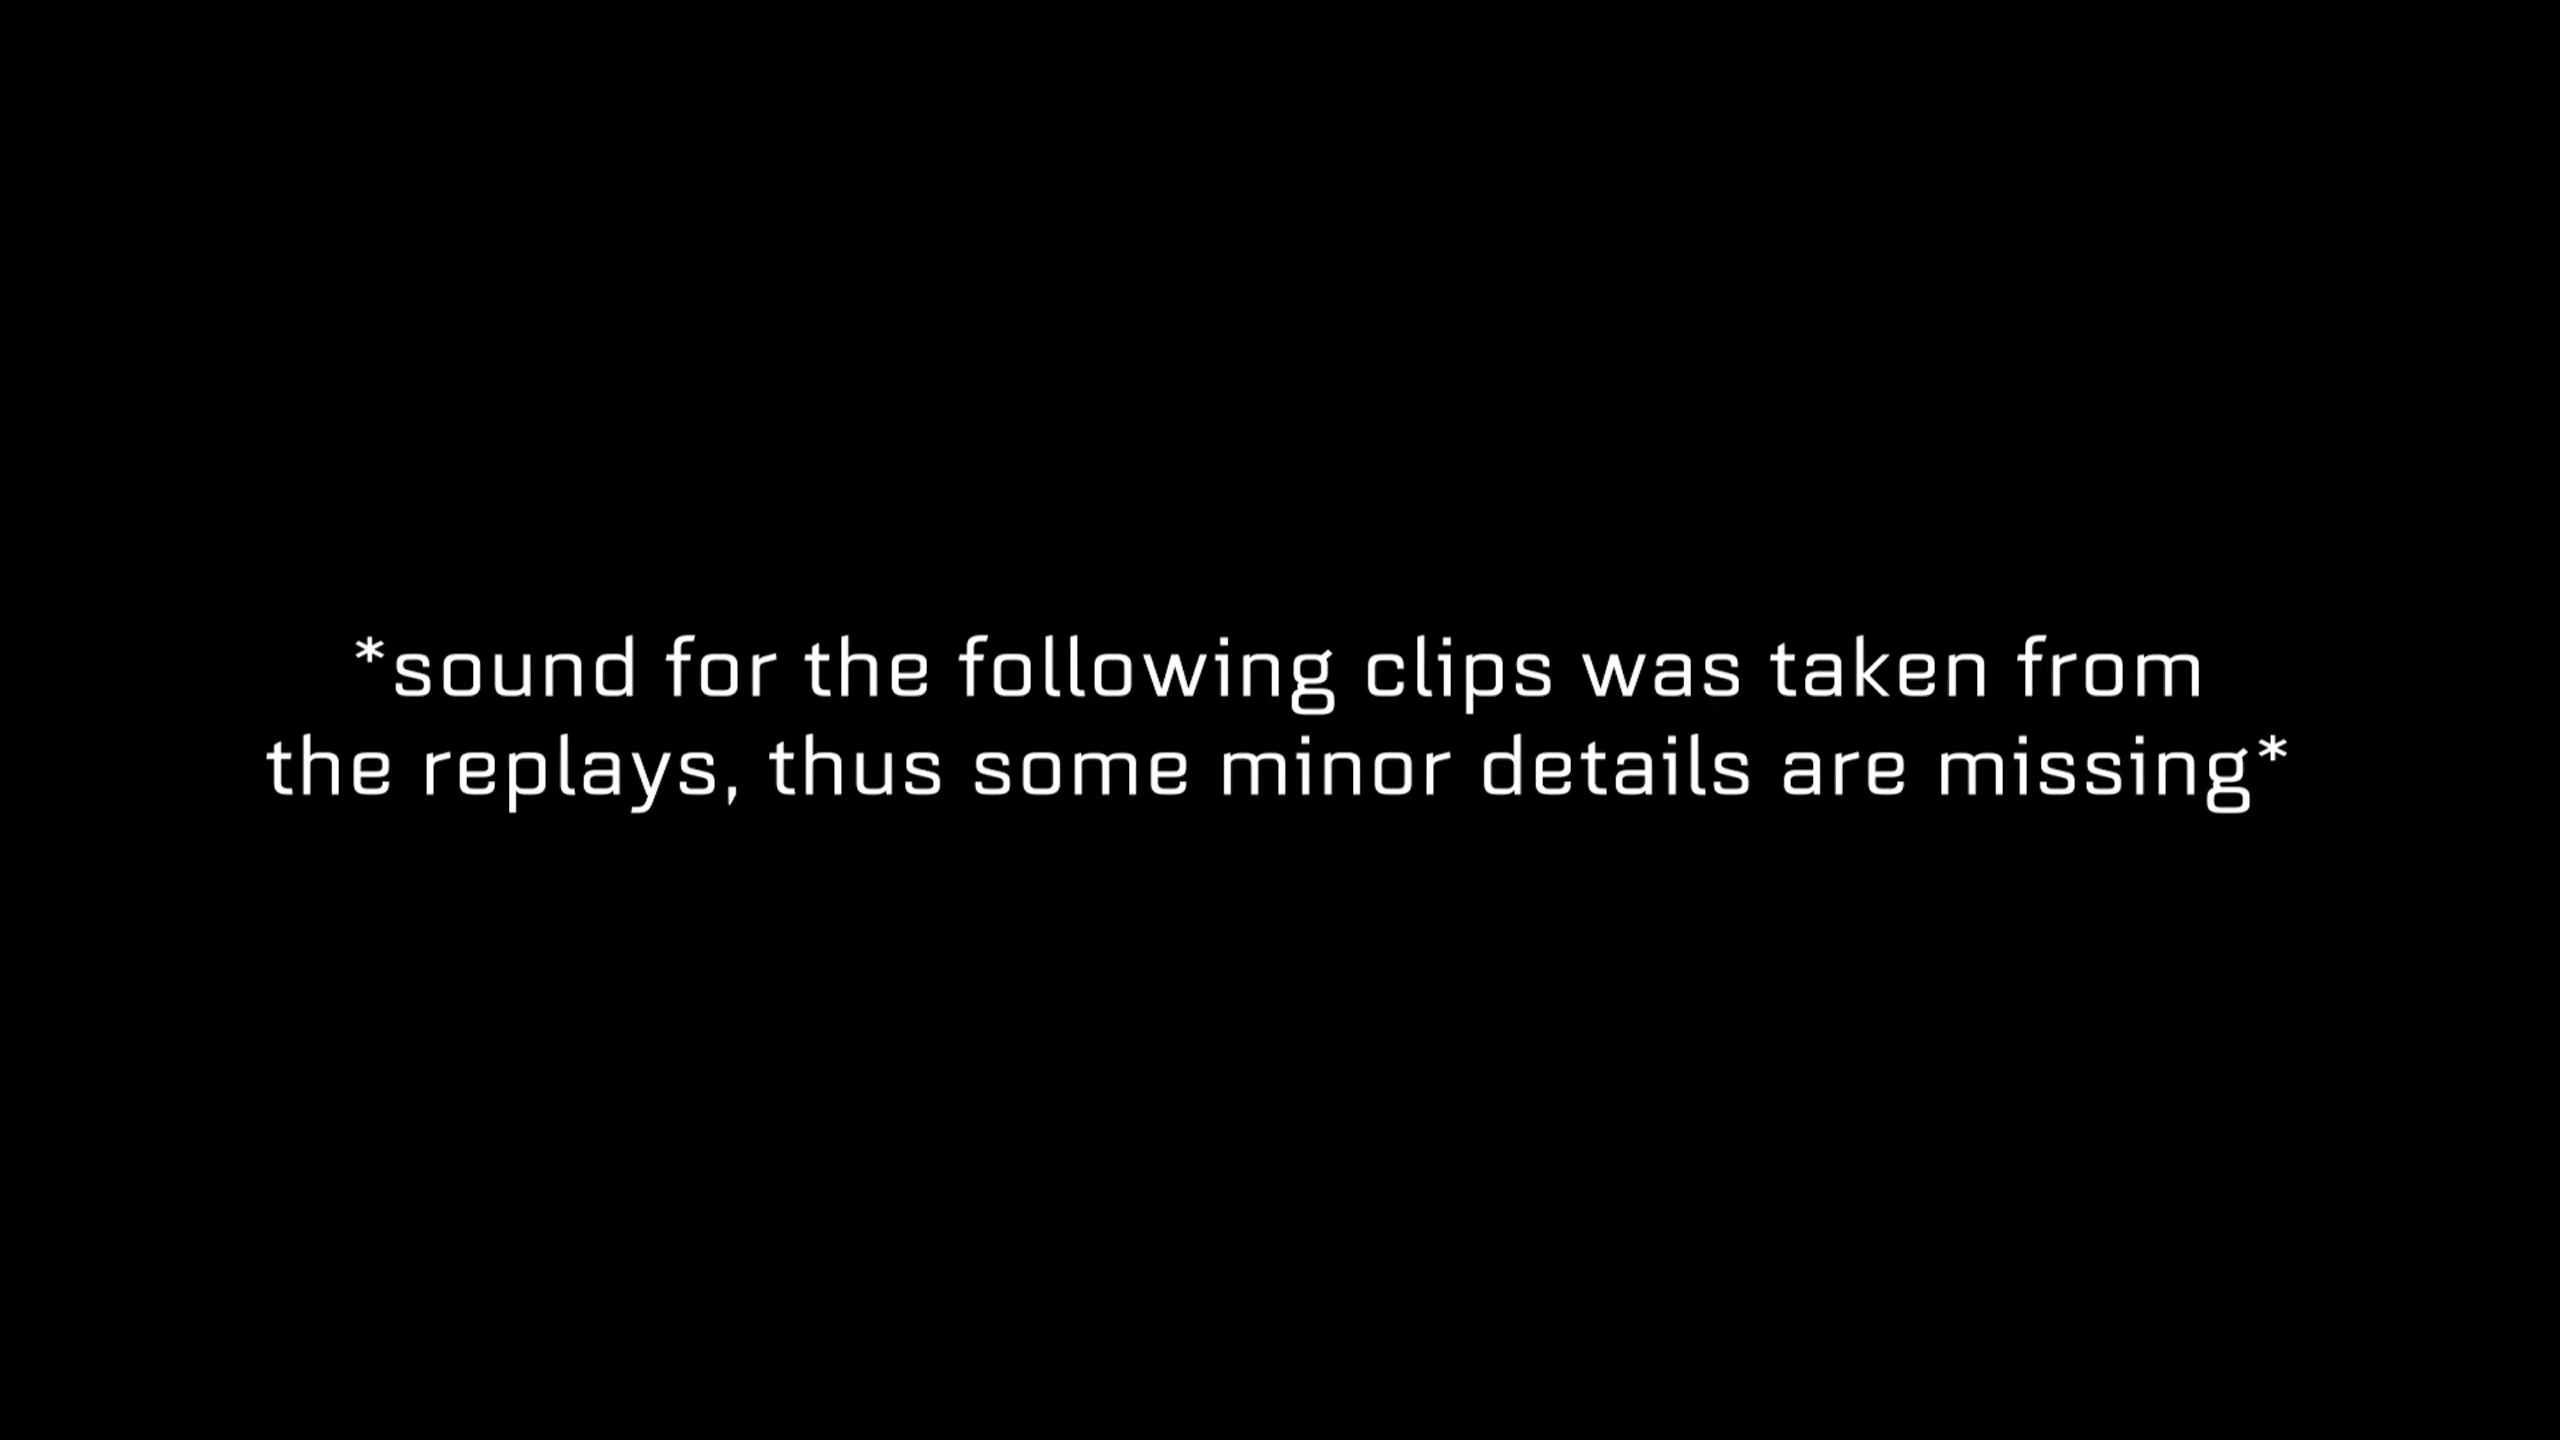 *sound for the following clips was taken from
the replays, thus some minor details are missing*